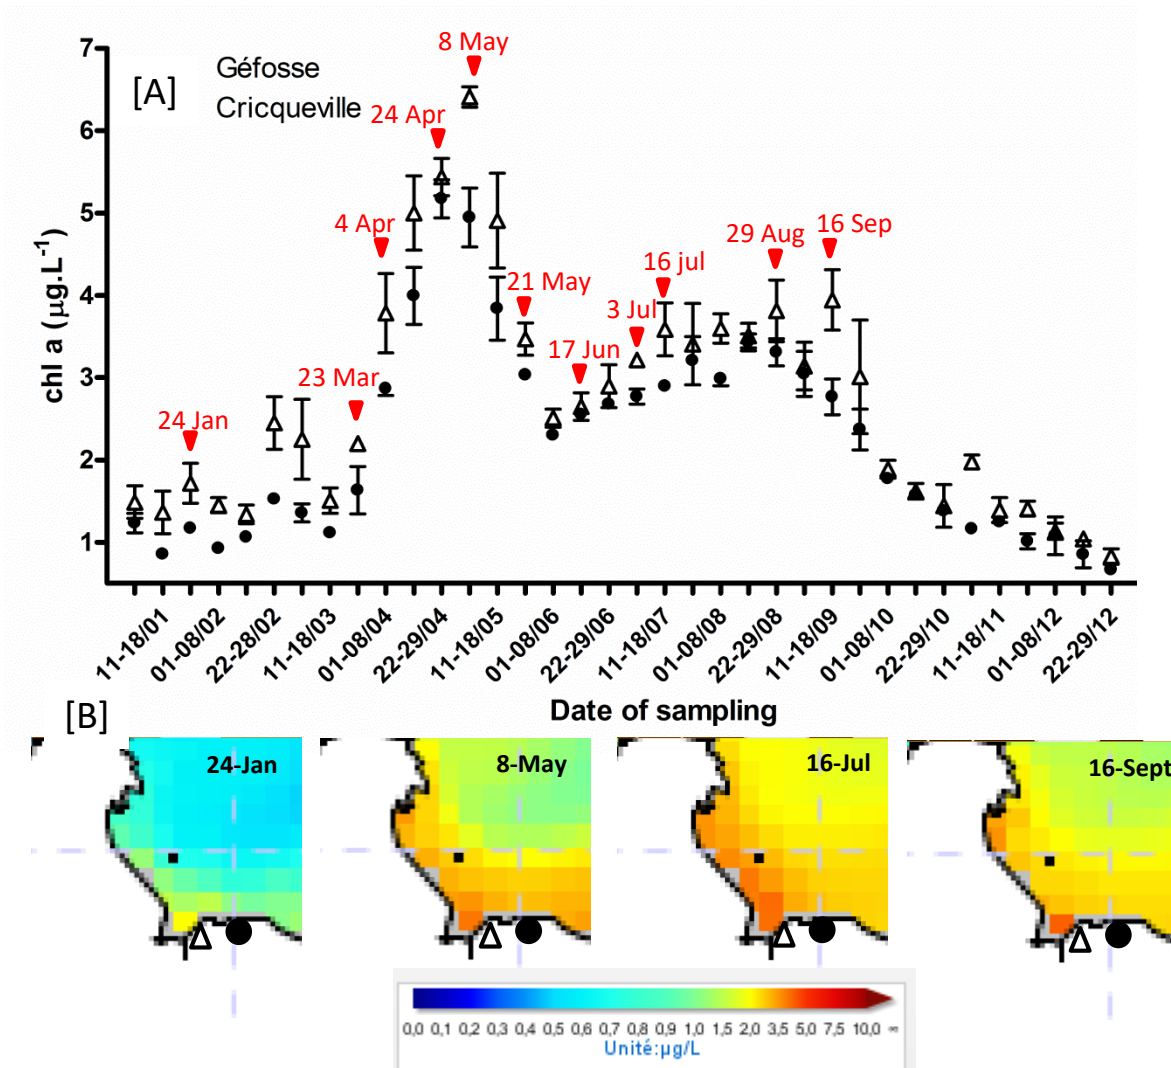 [A]
Géfosse
Cricqueville
chl a (µg.L⁻¹)
7
6
5
4
3
2
1
24 Jan
23 Mar
4 Apr
24 Apr
8 May
21 May
17 Jun
3 Jul
16 jul
29 Aug
16 Sep
11-18/01
01-08/02
22-28/02
11-18/03
01-08/04
22-29/04
11-18/05
01-08/06
22-29/06
11-18/07
01-08/08
22-29/08
11-18/09
01-08/10
22-29/10
11-18/11
01-08/12
22-29/12
Date of sampling
[B]
24-Jan
8-May
16-Jul
16-Sept
0,0 0,1 0,2 0,3 0,4 0,5 0,6 0,7 0,8 0,9 1,0 1,5 2,0 3,5 5,0 7,5 10,0 ∞
Unité:µg/L